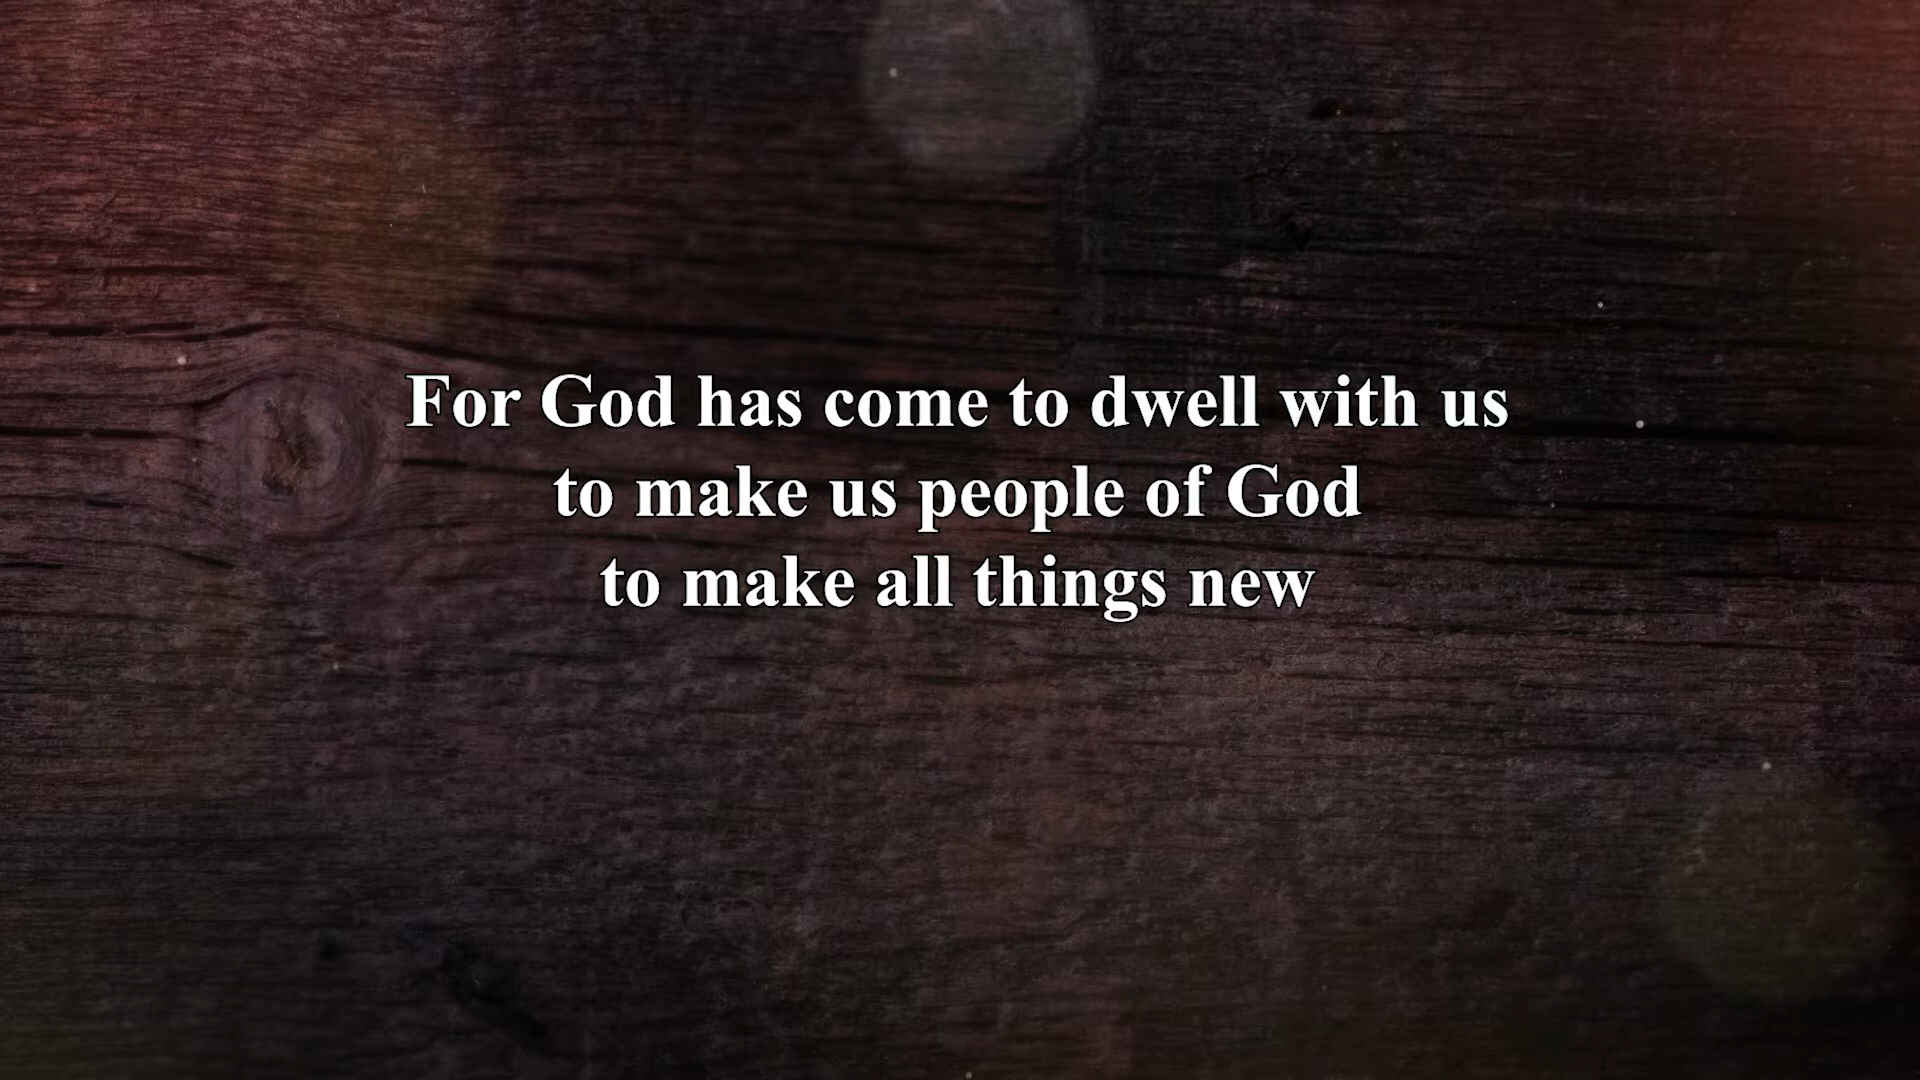 For God has come to dwell with us
to make us people of God
to make all things new